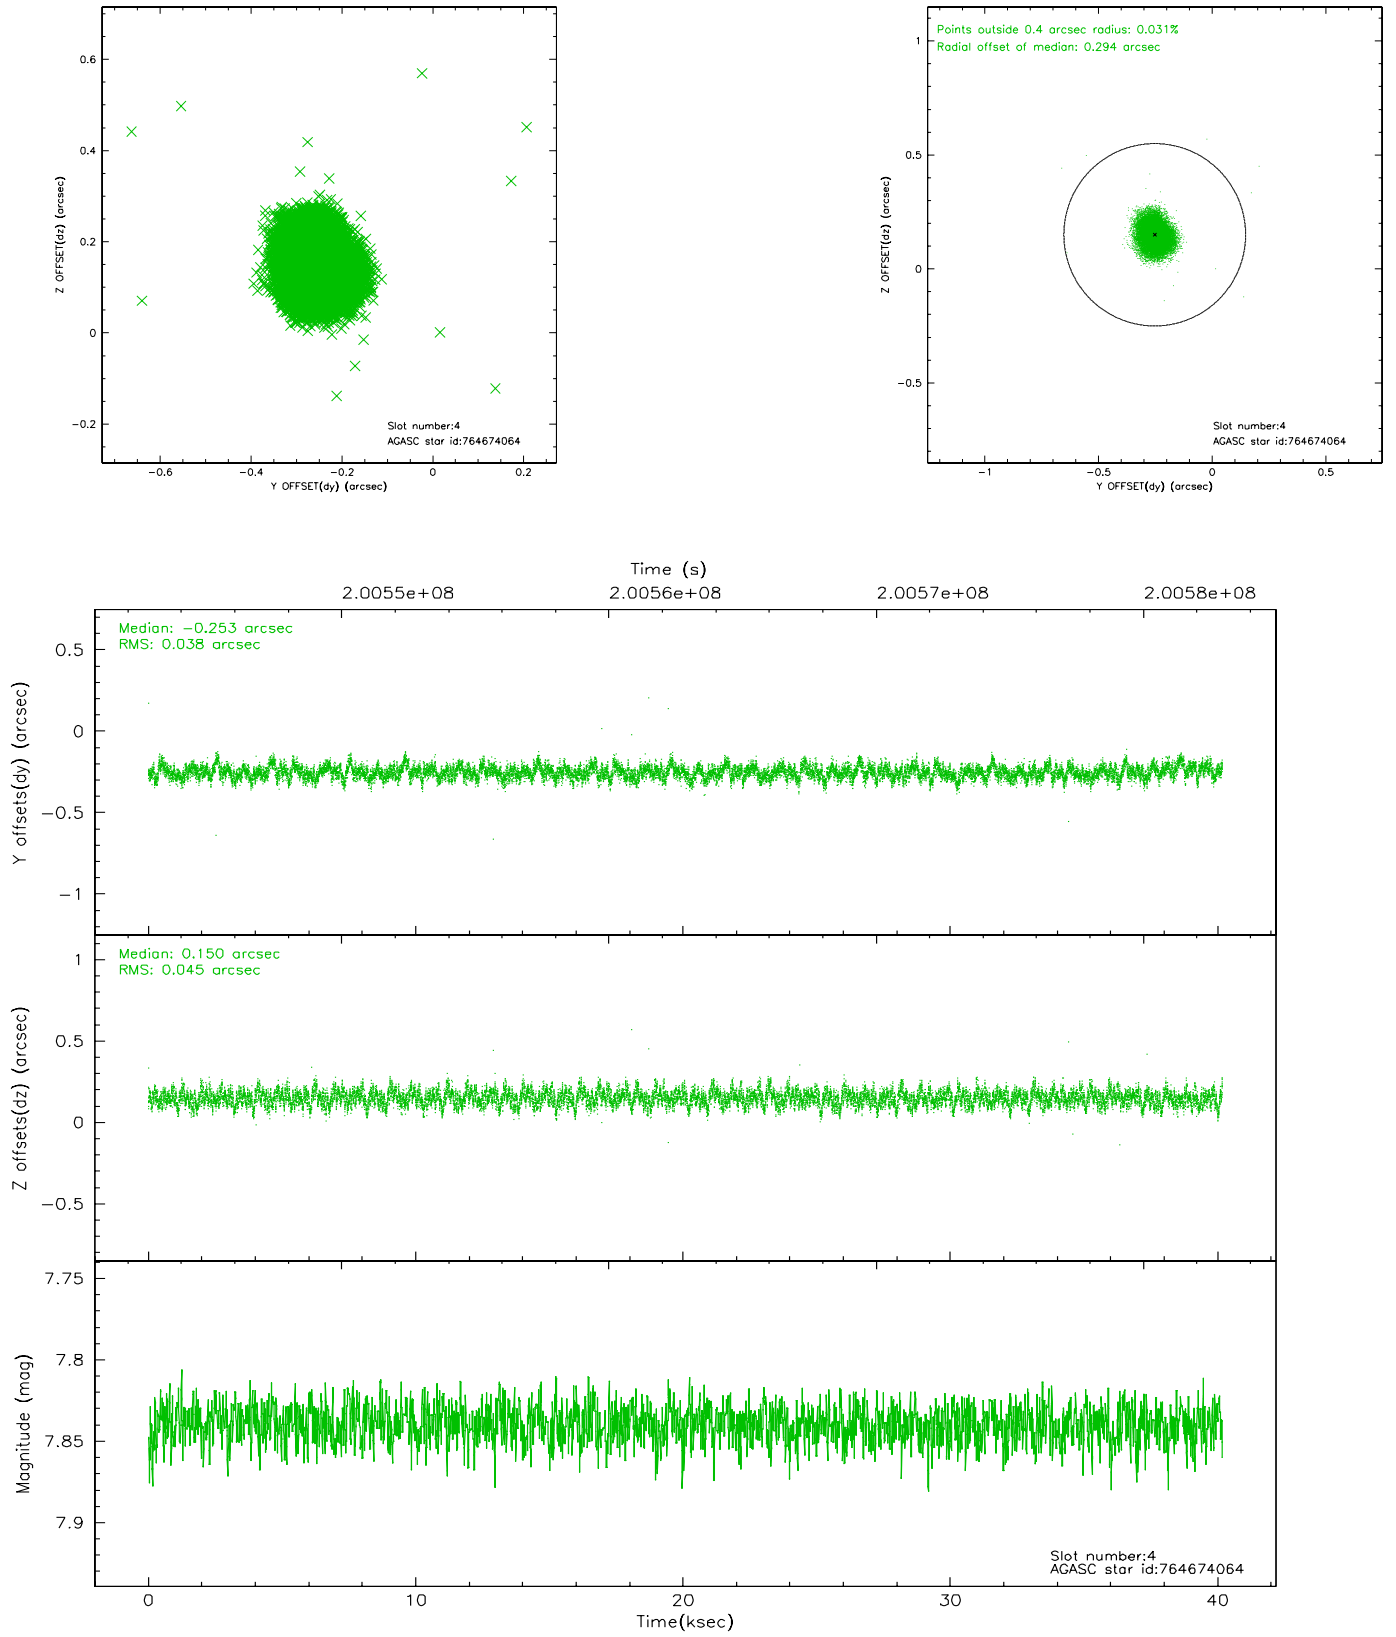 0.6
0.4
0.2
0
-0.2
Z OFFSET(dz) (arcsec)
-0.6 -0.4 -0.2 0 0.2
Y OFFSET(dy) (arcsec)
Slot number:4
AGASC star id:764674064
Points outside 0.4 arcsec radius: 0.031%
Radial offset of median: 0.294 arcsec
1
0.5
0
-0.5
Z OFFSET(dz) (arcsec)
-1 -0.5 0 0.5
Y OFFSET(dy) (arcsec)
Slot number:4
AGASC star id:764674064
Time (s)
2.0055e+08 2.0056e+08 2.0057e+08 2.0058e+08
Median: -0.253 arcsec
RMS: 0.038 arcsec
0.5
0
-0.5
-1
Y offsets(dy) (arcsec)
Median: 0.150 arcsec
RMS: 0.045 arcsec
1
0.5
0
-0.5
Z offsets(dz) (arcsec)
7.75
7.8
7.85
7.9
Magnitude (mag)
Slot number:4
AGASC star id:764674064
0 10 20 30 40
Time(ksec)